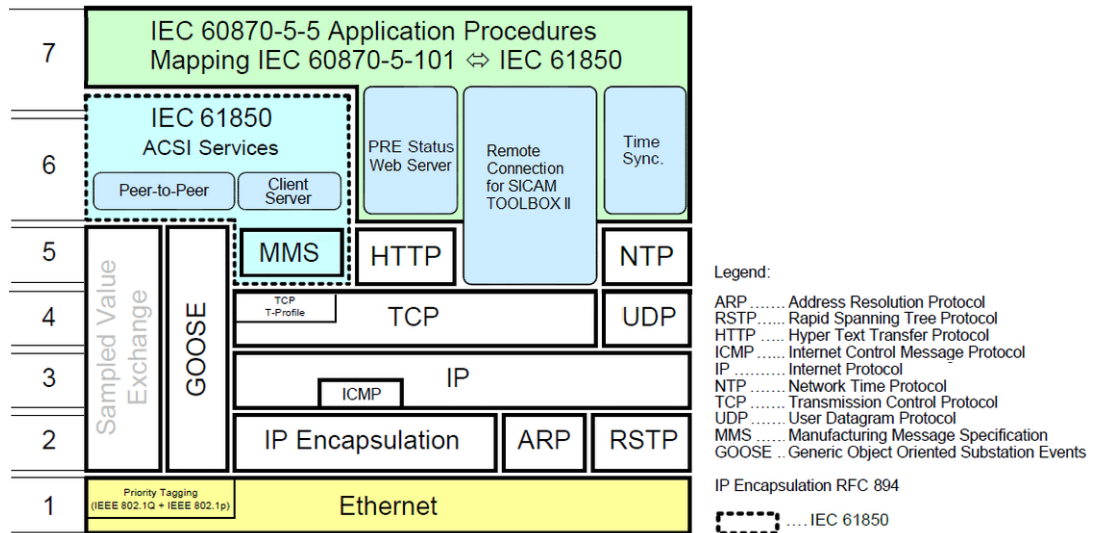 7
IEC 60870-5-5 Application Procedures
Mapping IEC 60870-5-101 ⇔ IEC 61850
6
IEC 61850
ACSI Services
Peer-to-Peer
Client
Server
PRE Status
Web Server
Remote
Connection
for SICAM
TOOLBOX II
Time
Sync.
5
Sampled Value
Exchange
GOOSE
MMS
HTTP
NTP
4
TCP
T-Profile
TCP
UDP
3
IP
ICMP
2
IP Encapsulation
ARP
RSTP
1
Priority Tagging
(IEEE 802.1Q + IEEE 802.1p)
Ethernet
Legend:
ARP ....... Address Resolution Protocol
RSTP ..... Rapid Spanning Tree Protocol
HTTP ..... Hyper Text Transfer Protocol
ICMP ...... Internet Control Message Protocol
IP .......... Internet Protocol
NTP ....... Network Time Protocol
TCP ....... Transmission Control Protocol
UDP ....... User Datagram Protocol
MMS ...... Manufacturing Message Specification
GOOSE .. Generic Object Oriented Substation Events
IP Encapsulation RFC 894
.... IEC 61850